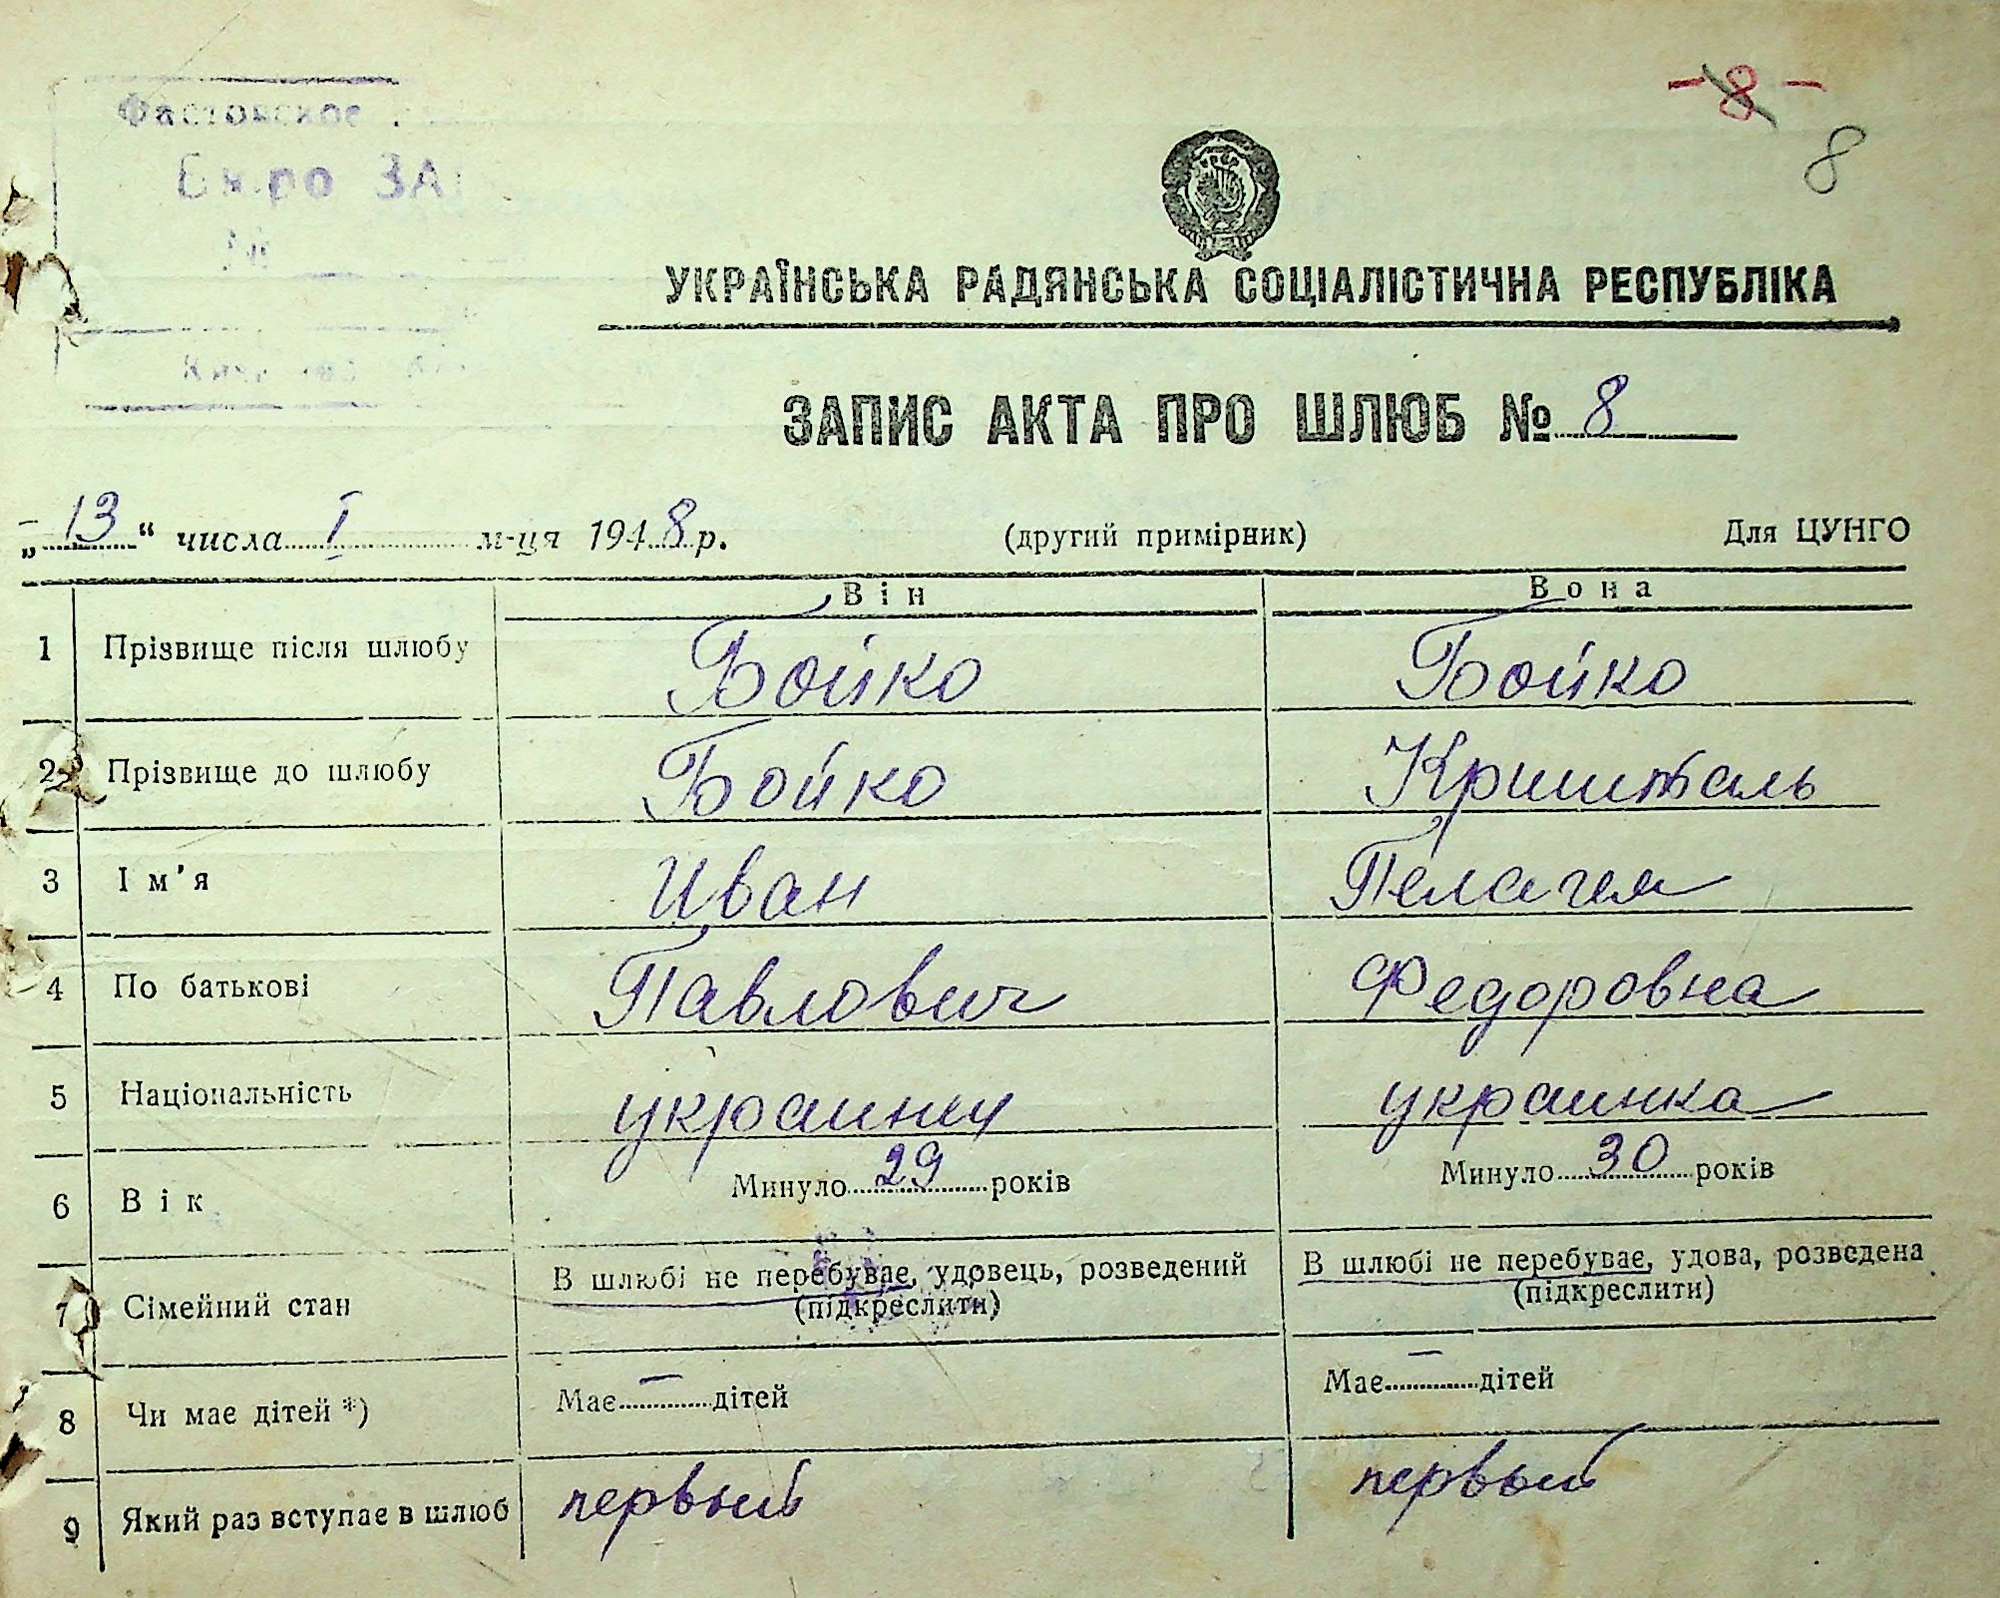 Фастовское
Бюро ЗА
- 8 -
8
УКРАЇНСЬКА РАДЯНСЬКА СОЦІАЛІСТИЧНА РЕСПУБЛІКА
ЗАПИС АКТА ПРО ШЛЮБ № 8
„13“ числа I м-ця 1948 р. (другий примірник) Для ЦУНГО
Він Вона
1 Прізвище після шлюбу Бойко Бойко
2 Прізвище до шлюбу Бойко Кришталь
3 Ім'я Иван Пелагея
4 По батькові Павлович Федоровна
5 Національність украинец украинка
6 Вік Минуло 29 років Минуло 30 років
7 Сімейний стан В шлюбі не перебуває, удовець, розведений В шлюбі не перебуває, удова, розведена
(підкреслити) (підкреслити)
8 Чи має дітей *) Має — дітей Має — дітей
9 Який раз вступає в шлюб первый первый